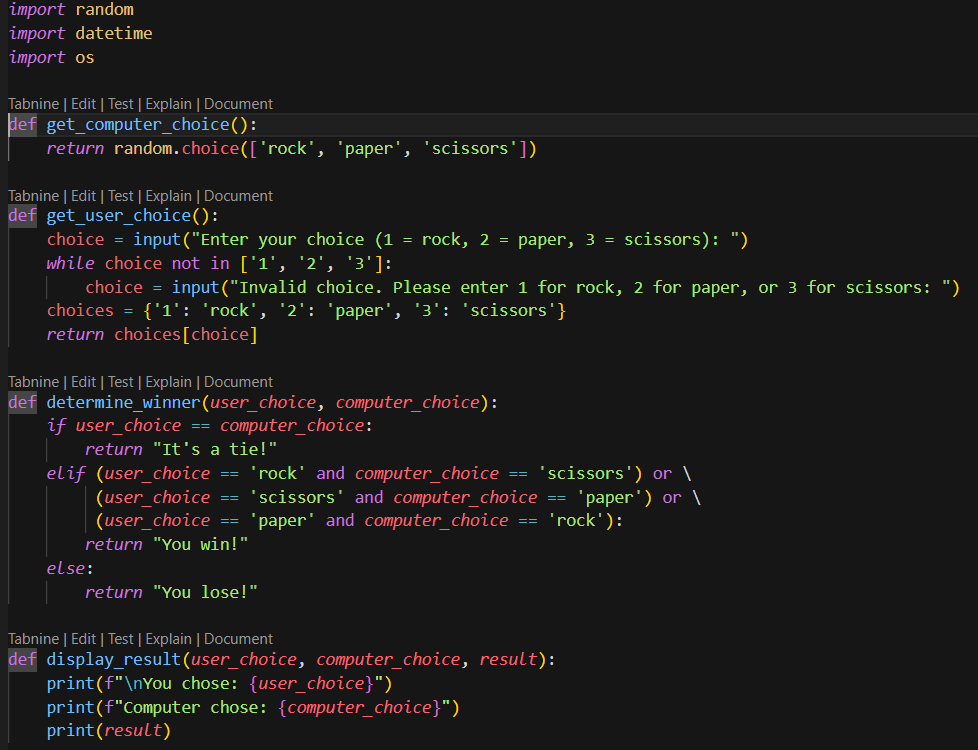 import random
import datetime
import os
Tabnine | Edit | Test | Explain | Document
def get_computer_choice():
    return random.choice(['rock', 'paper', 'scissors'])
Tabnine | Edit | Test | Explain | Document
def get_user_choice():
    choice = input("Enter your choice (1 = rock, 2 = paper, 3 = scissors): ")
    while choice not in ['1', '2', '3']:
        choice = input("Invalid choice. Please enter 1 for rock, 2 for paper, or 3 for scissors: ")
    choices = {'1': 'rock', '2': 'paper', '3': 'scissors'}
    return choices[choice]
Tabnine | Edit | Test | Explain | Document
def determine_winner(user_choice, computer_choice):
    if user_choice == computer_choice:
        return "It's a tie!"
    elif (user_choice == 'rock' and computer_choice == 'scissors') or \
         (user_choice == 'scissors' and computer_choice == 'paper') or \
         (user_choice == 'paper' and computer_choice == 'rock'):
        return "You win!"
    else:
        return "You lose!"
Tabnine | Edit | Test | Explain | Document
def display_result(user_choice, computer_choice, result):
    print(f"\nYou chose: {user_choice}")
    print(f"Computer chose: {computer_choice}")
    print(result)